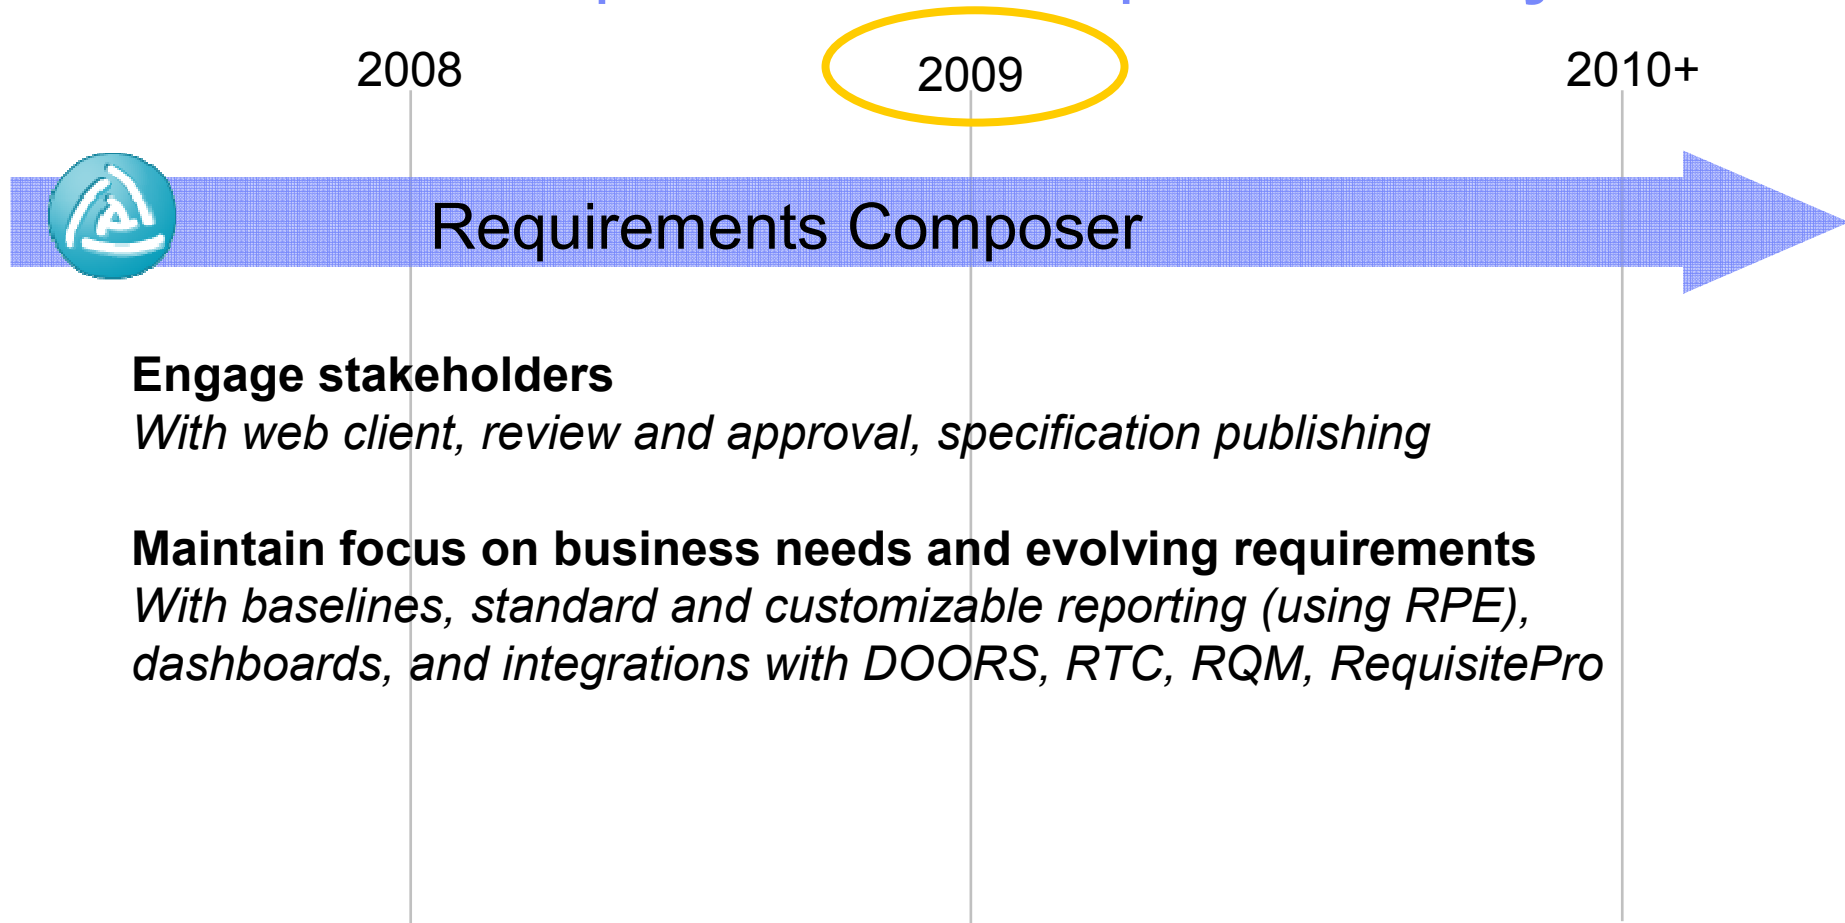 2008
2009
2010+
Requirements Composer
Engage stakeholders
With web client, review and approval, specification publishing
Maintain focus on business needs and evolving requirements
With baselines, standard and customizable reporting (using RPE),
dashboards, and integrations with DOORS, RTC, RQM, RequisitePro